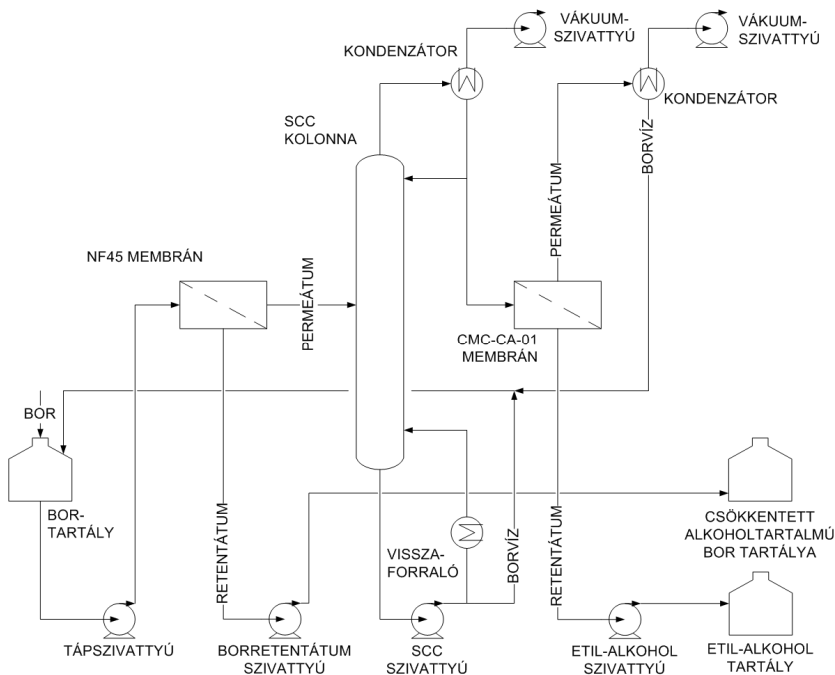 VÁKUUM-
SZIVATTYÚ
VÁKUUM-
SZIVATTYÚ
KONDENZÁTOR
KONDENZÁTOR
SCC
KOLONNA
BORVÍZ
PERMEÁTUM
NF45 MEMBRÁN
PERMEÁTUM
CMC-CA-01
MEMBRÁN
BOR
BOR-
TARTÁLY
RETENTÁTUM
VISSZA-
FORRALÓ
BORVÍZ
RETENTÁTUM
CSÖKKENTETT
ALKOHOLTARTALMÚ
BOR TARTÁLYA
TÁPSZIVATTYÚ
BORRETENTÁTUM
SZIVATTYÚ
SCC
SZIVATTYÚ
ETIL-ALKOHOL
SZIVATTYÚ
ETIL-ALKOHOL
TARTÁLY